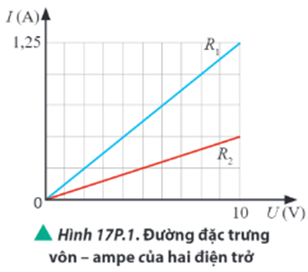 I (A)
1,25
R₁
R₂
0
10
U (V)
▲ Hình 17P.1. Đường đặc trưng
vôn – ampe của hai điện trở